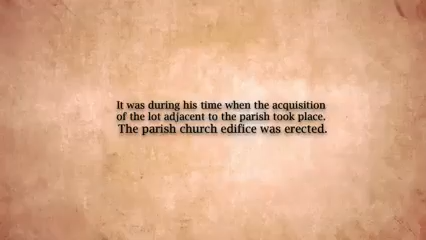 It was during his time when the acquisition
of the lot adjacent to the parish took place.
The parish church edifice was erected.